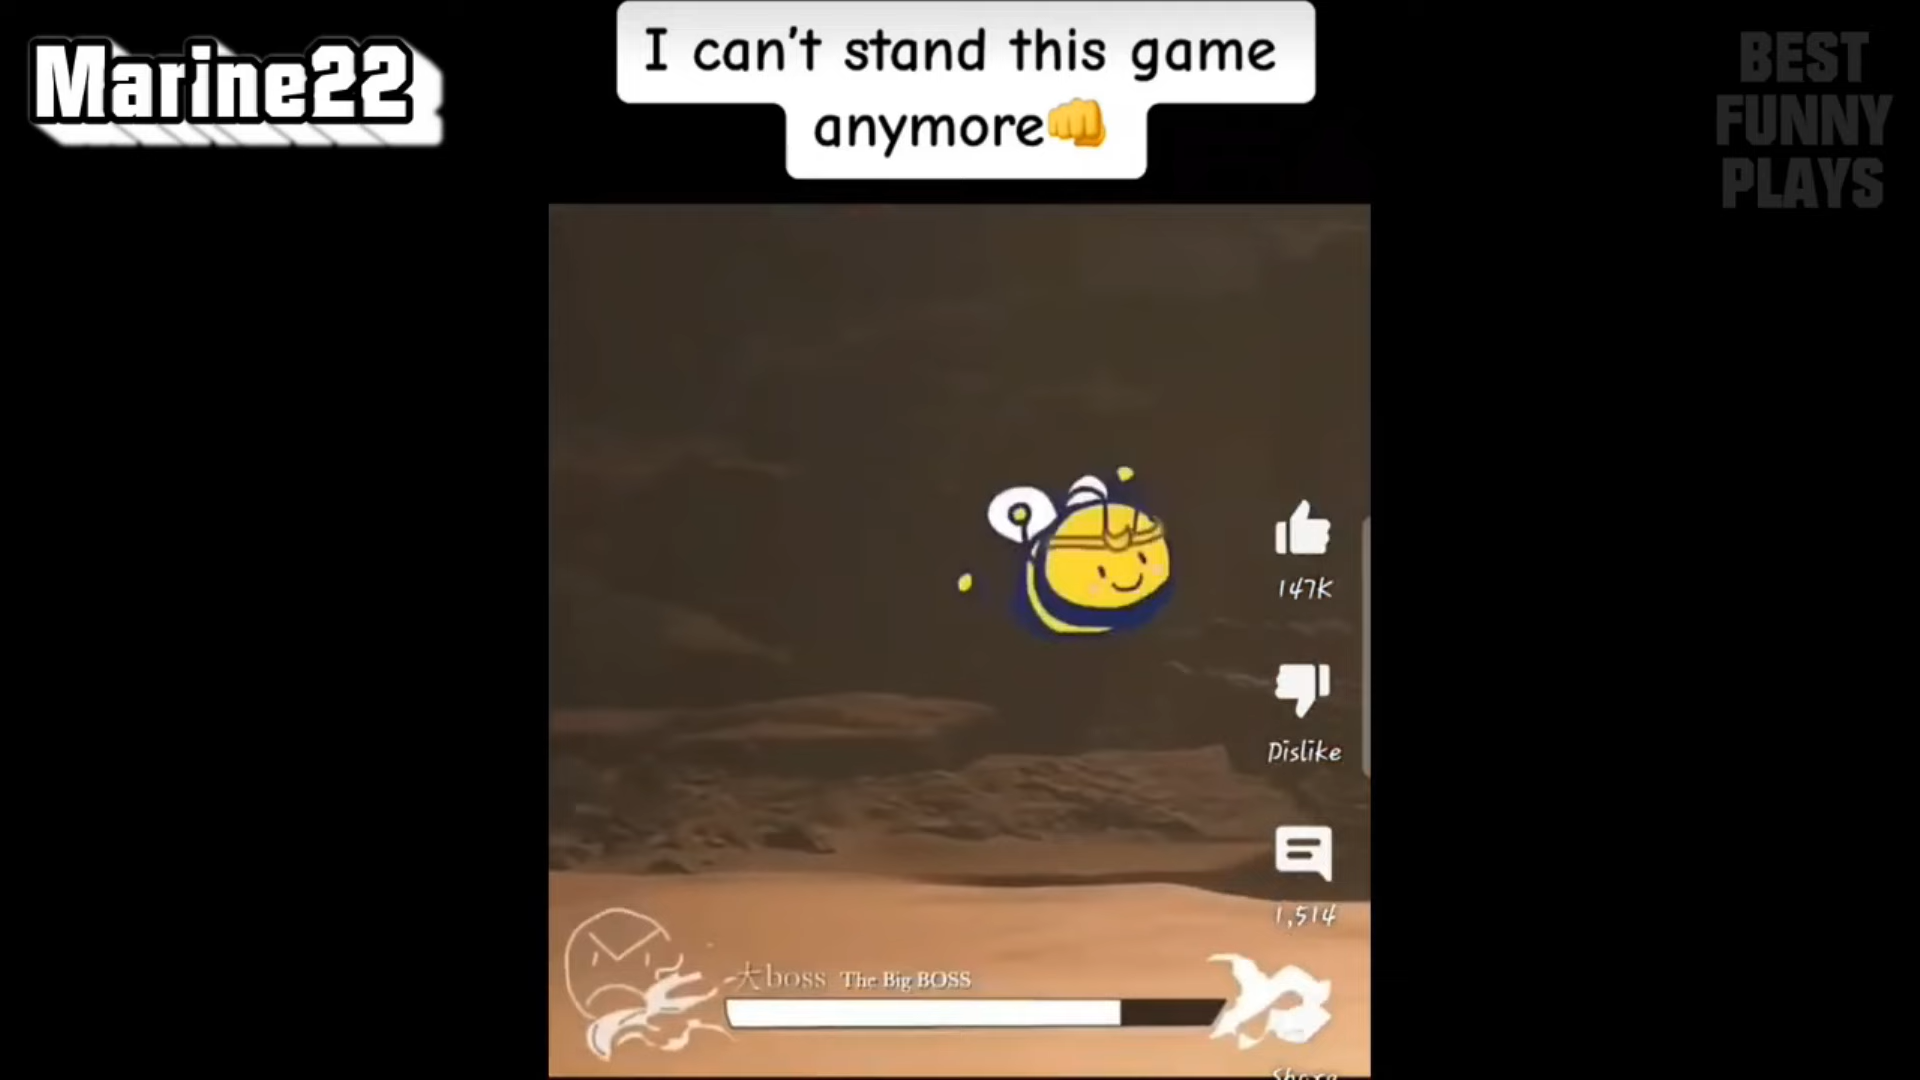 Marine22
I can't stand this game
anymore
BEST
FUNNY
PLAYS
147K
Dislike
1,514
大boss The Big BOSS
Share